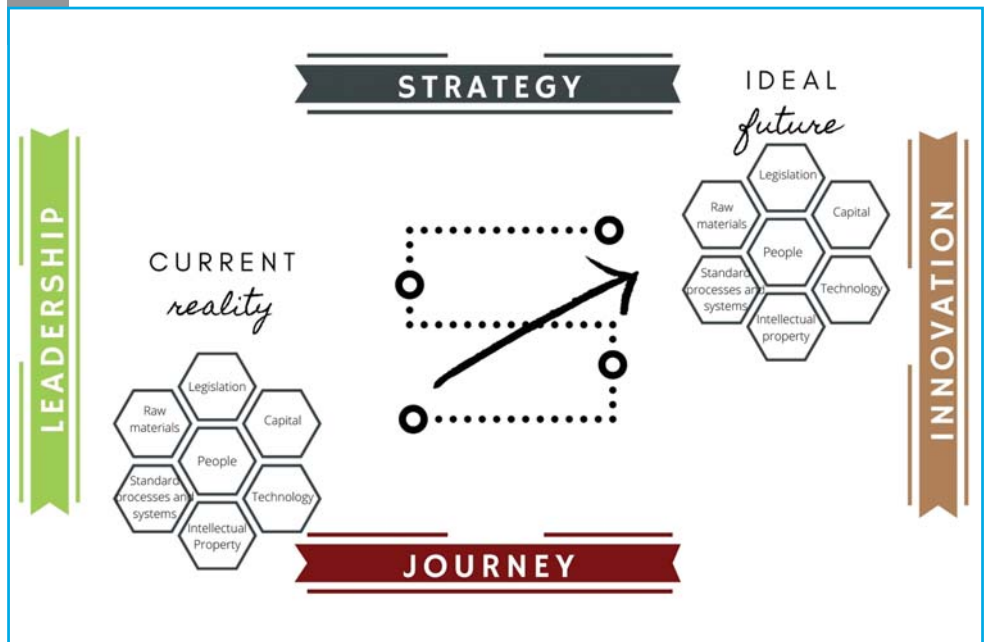 STRATEGY
IDEAL
future
Legislation
Raw
materials
Capital
People
Standard
processes and
systems
Technology
Intellectual
property
LEADERSHIP
INNOVATION
CURRENT
reality
Legislation
Raw
materials
Capital
People
Standard
processes and
systems
Technology
Intellectual
Property
JOURNEY